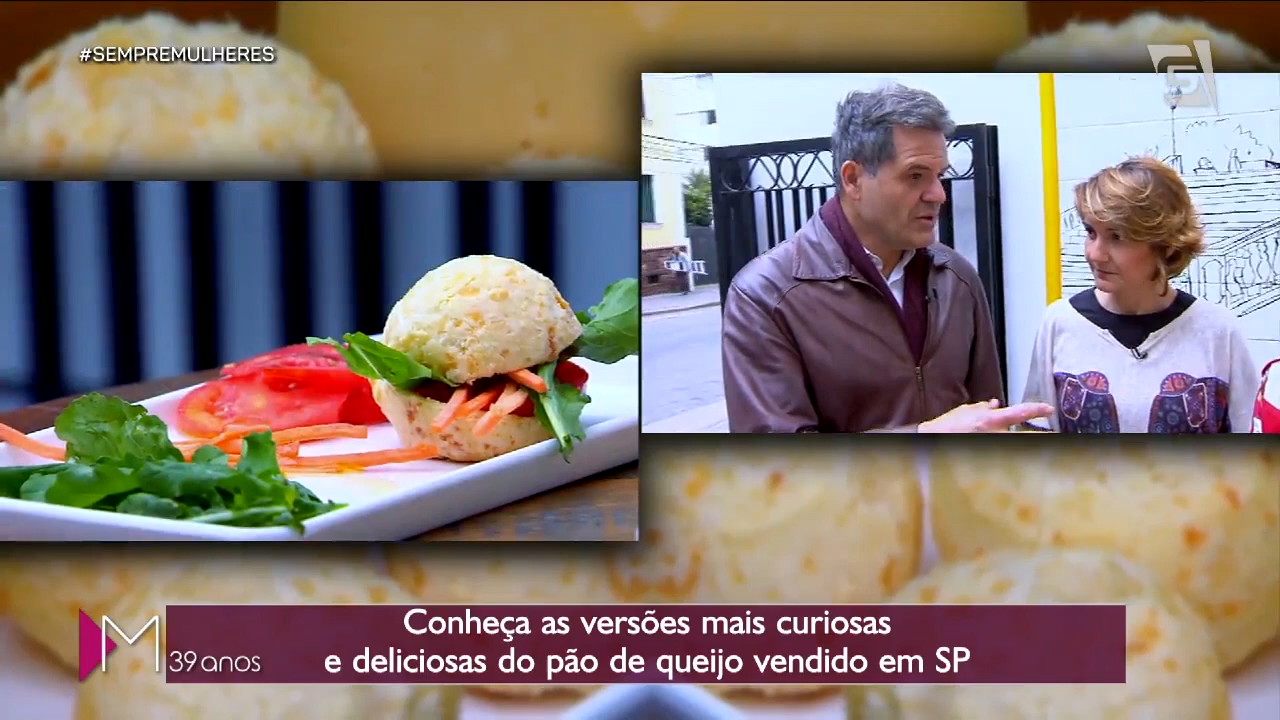 #SEMPREMULHERES
Conheça as versões mais curiosas
e deliciosas do pão de queijo vendido em SP
M
39 anos